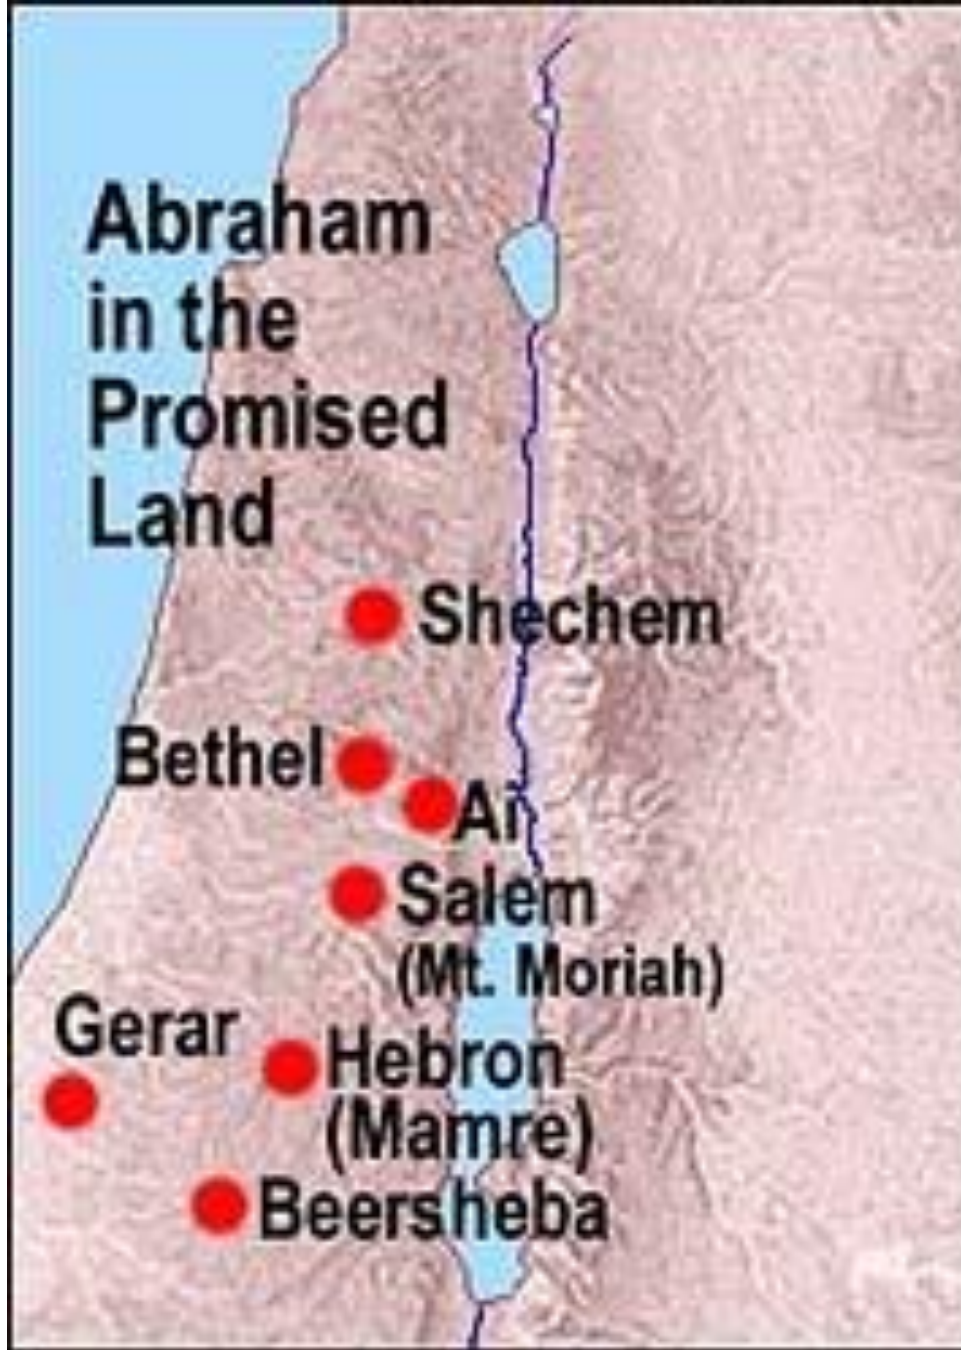 Abraham
in the
Promised
Land
Shechem
Bethel
Ai
Salem
(Mt. Moriah)
Gerar
Hebron
(Mamre)
Beersheba